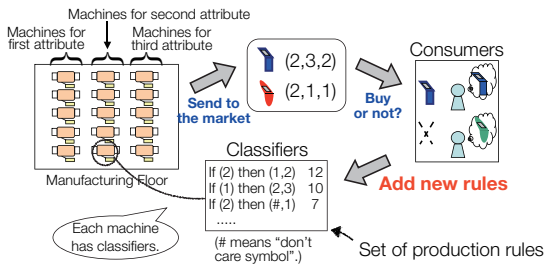 Machines for second attribute
Machines for
first attribute
Machines for
third attribute
Manufacturing Floor
Send to
the market
(2,3,2)
(2,1,1)
Buy
or not?
Consumers
Add new rules
Classifiers
If (2) then (1,2) 12
If (1) then (2,3) 10
If (2) then (#,1) 7
.....
(# means "don't
care symbol".)
Each machine
has classifiers.
Set of production rules